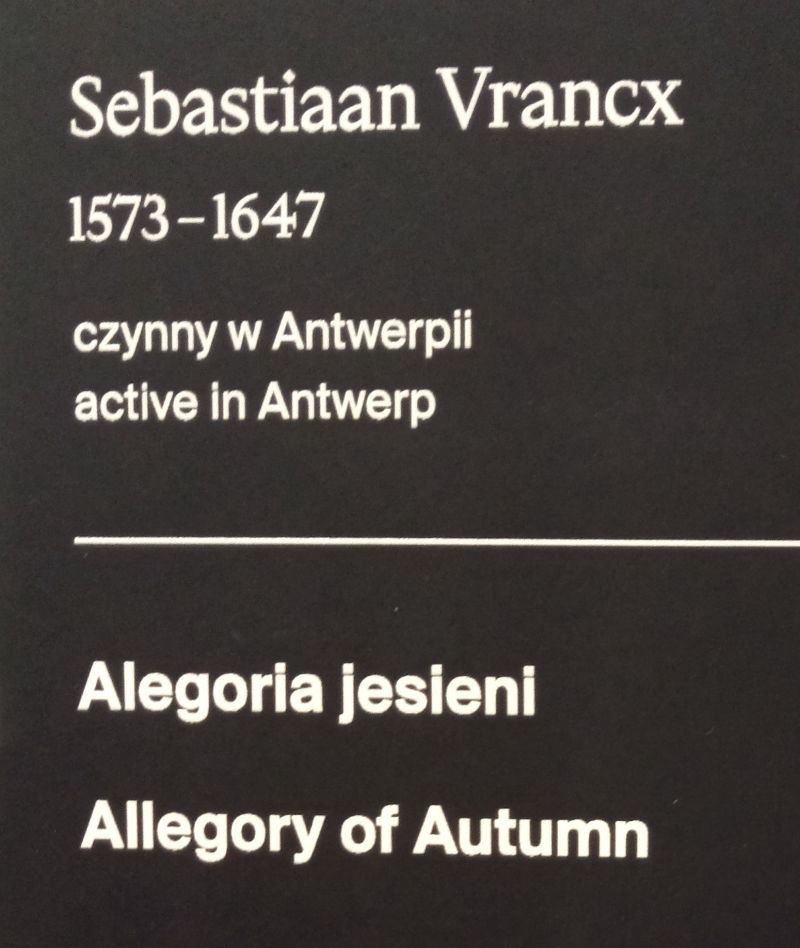 Sebastiaan Vrancx
1573–1647
czynny w Antwerpii
active in Antwerp
Alegoria jesieni
Allegory of Autumn